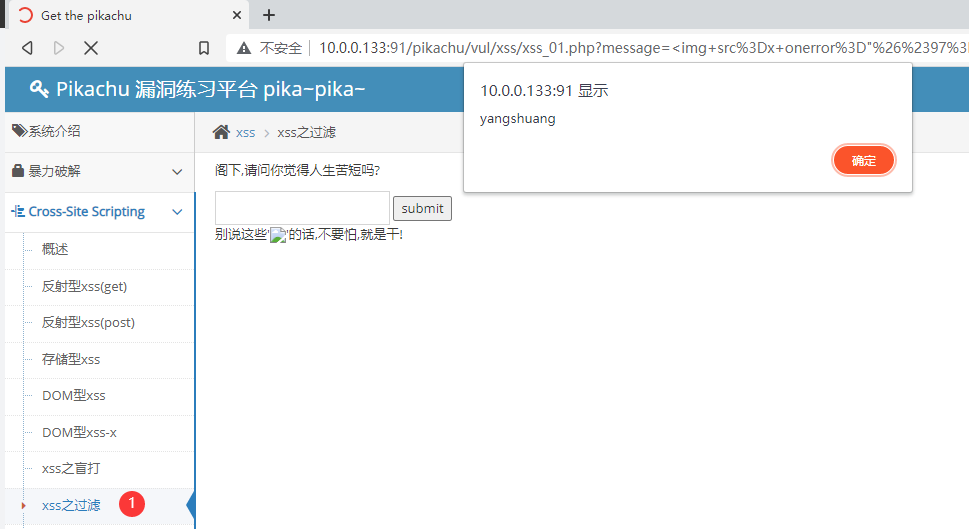 Get the pikachu
不安全 10.0.0.133:91/pikachu/vul/xss/xss_01.php?message=<img+src%3Dx+onerror%3D"%26%2397%3
10.0.0.133:91 显示
yangshuang
确定
Pikachu 漏洞练习平台 pika~pika~
系统介绍
xss > xss之过滤
暴力破解
阁下,请问你觉得人生苦短吗?
submit
别说这些''的话,不要怕,就是干!
Cross-Site Scripting
概述
反射型xss(get)
反射型xss(post)
存储型xss
DOM型xss
DOM型xss-x
xss之盲打
xss之过滤 1